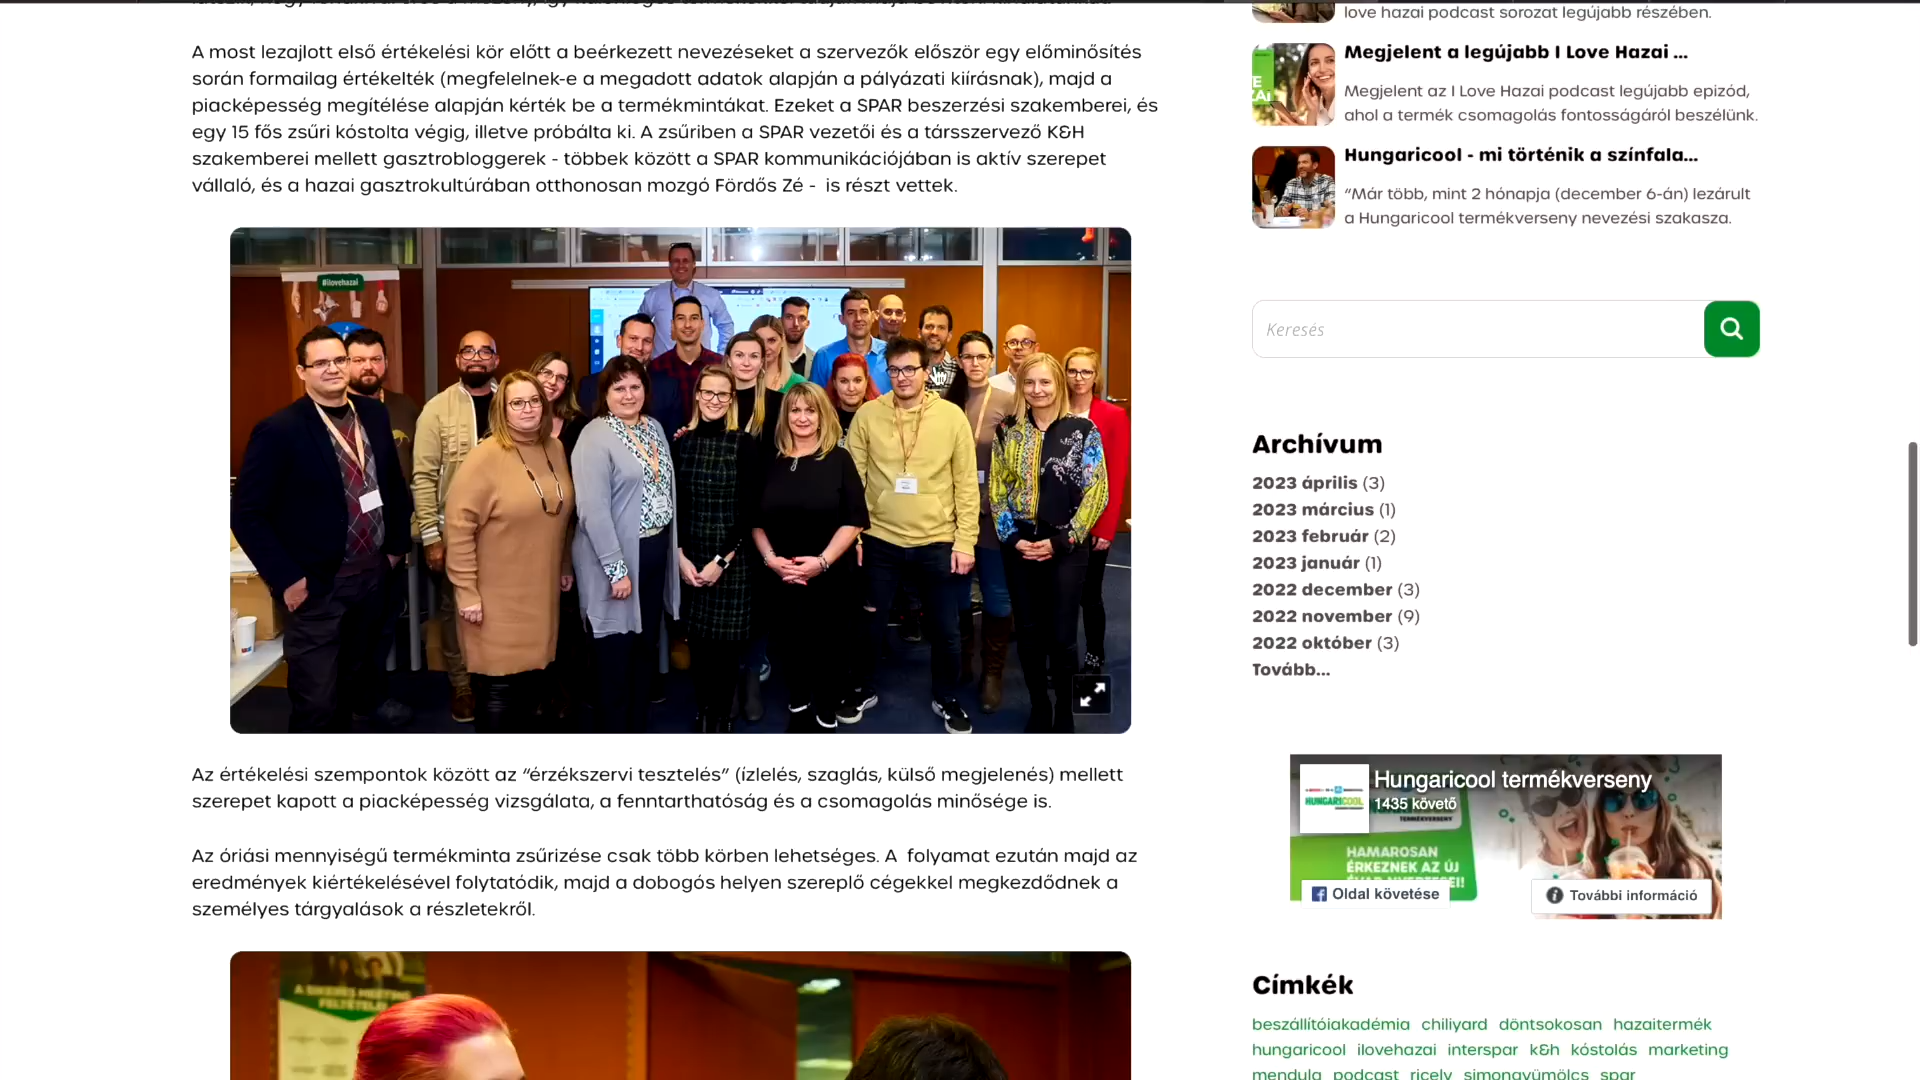 A most lezajlott első értékelési kör előtt a beérkezett nevezéseket a szervezők először egy előminősítés
során formailag értékelték (megfelelnek-e a megadott adatok alapján a pályázati kiírásnak), majd a
piacképesség megítélése alapján kérték be a termékmintákat. Ezeket a SPAR beszerzési szakemberei, és
egy 15 fős zsűri kóstolta végig, illetve próbálta ki. A zsűriben a SPAR vezetői és a társszervező K&H
szakemberei mellett gasztrobloggerek - többek között a SPAR kommunikációjában is aktív szerepet
vállaló, és a hazai gasztrokultúrában otthonosan mozgó Fördős Zé - is részt vettek.
#ilovehazai
Az értékelési szempontok között az “érzékszervi tesztelés” (ízlelés, szaglás, külső megjelenés) mellett
szerepet kapott a piacképesség vizsgálata, a fenntarthatóság és a csomagolás minősége is.
Az óriási mennyiségű termékminta zsűrizése csak több körben lehetséges. A folyamat ezután majd az
eredmények kiértékelésével folytatódik, majd a dobogós helyen szereplő cégekkel megkezdődnek a
személyes tárgyalások a részletekről.
A SIKERES MEETING
FELTÉTELEI
love hazai podcast sorozat legújabb részében.
Megjelent a legújabb I Love Hazai ...
Megjelent az I Love Hazai podcast legújabb epizód,
ahol a termék csomagolás fontosságáról beszélünk.
Hungaricool - mi történik a színfala...
“Már több, mint 2 hónapja (december 6-án) lezárult
a Hungaricool termékverseny nevezési szakasza.
Keresés
Archívum
2023 április (3)
2023 március (1)
2023 február (2)
2023 január (1)
2022 december (3)
2022 november (9)
2022 október (3)
Tovább...
Hungaricool termékverseny
1435 követő
HUNGARICOOL
TERMÉKVERSENY
HAMAROSAN
ÉRKEZNEK AZ ÚJ
Oldal követése
További információ
Címkék
beszállítóiakadémia chiliyard döntsokosan hazaitermék
hungaricool ilovehazai interspar k&h kóstolás marketing
mendula podcast ricely simongyümölcs spar